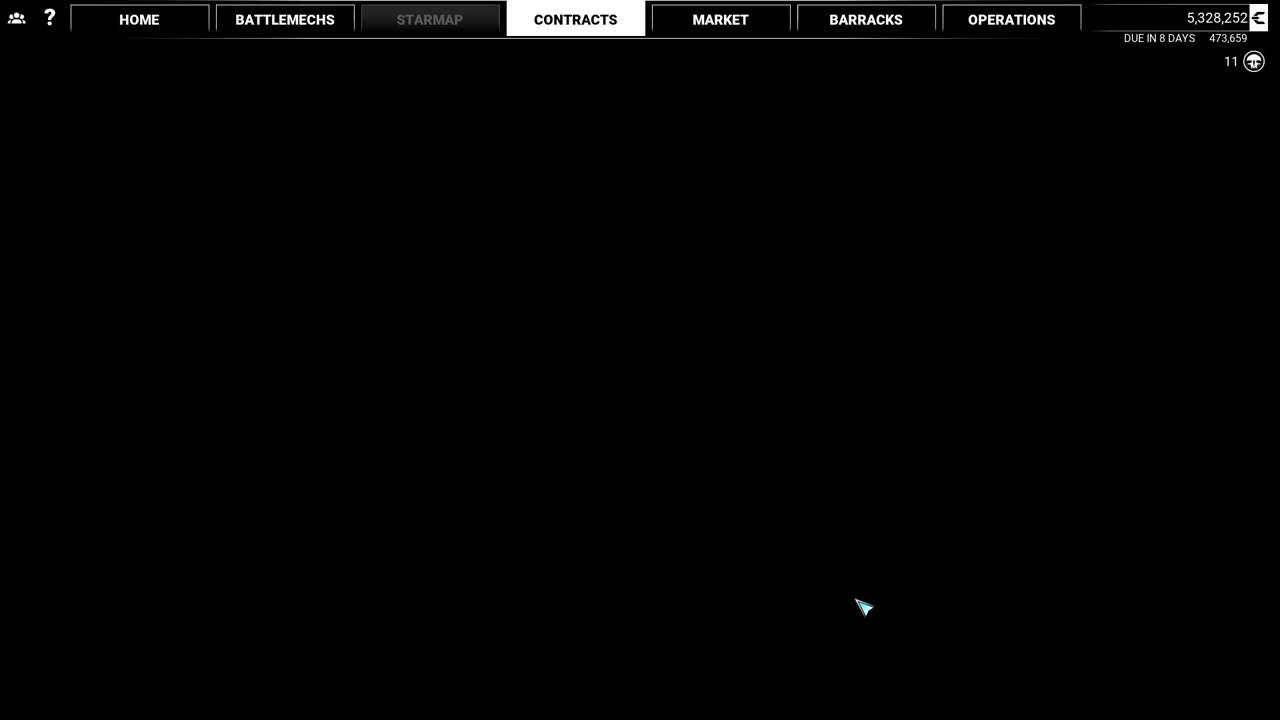 ? HOME BATTLEMECHS STARMAP CONTRACTS MARKET BARRACKS OPERATIONS 5,328,252
DUE IN 8 DAYS 473,659
11